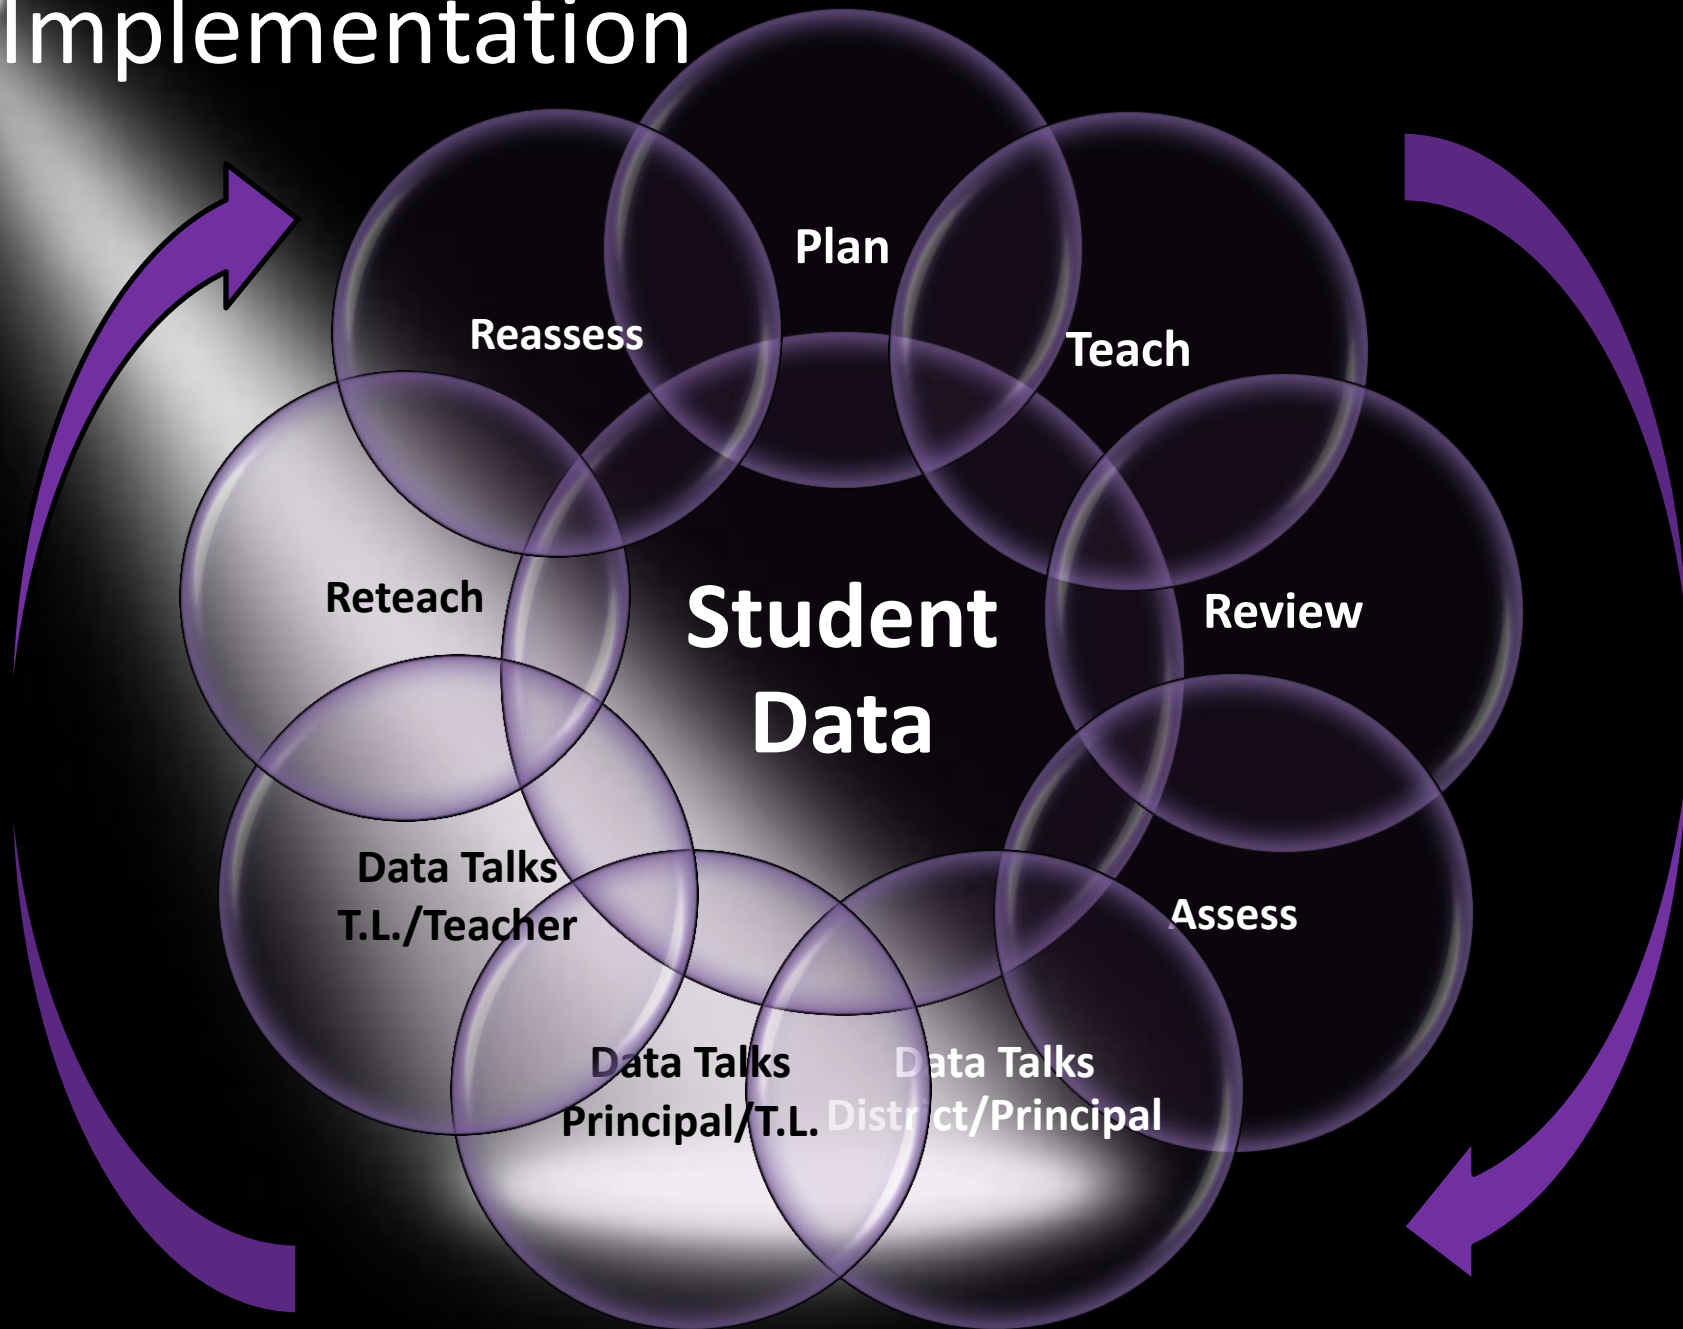 Implementation
Plan
Teach
Review
Assess
Data Talks
District/Principal
Data Talks
Principal/T.L.
Data Talks
T.L./Teacher
Reteach
Reassess
Student
Data